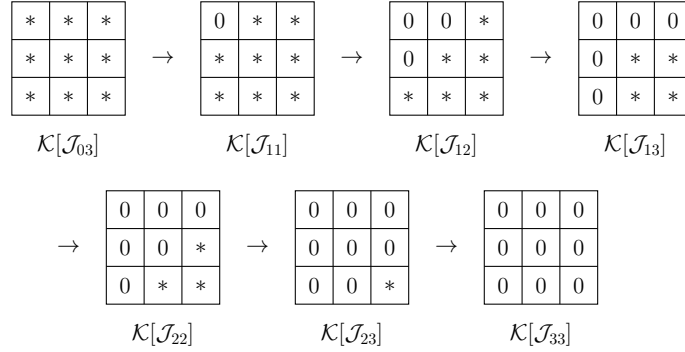 * * * 0 * * 0 0 * 0 0 0
* * * → * * * → 0 * * → 0 * *
* * * * * * * * * 0 * *
𝒦[𝒥₀₃] 𝒦[𝒥₁₁] 𝒦[𝒥₁₂] 𝒦[𝒥₁₃]
0 0 0 0 0 0 0 0 0
→ 0 0 * → 0 0 0 → 0 0 0
0 * * 0 0 * 0 0 0
𝒦[𝒥₂₂] 𝒦[𝒥₂₃] 𝒦[𝒥₃₃]